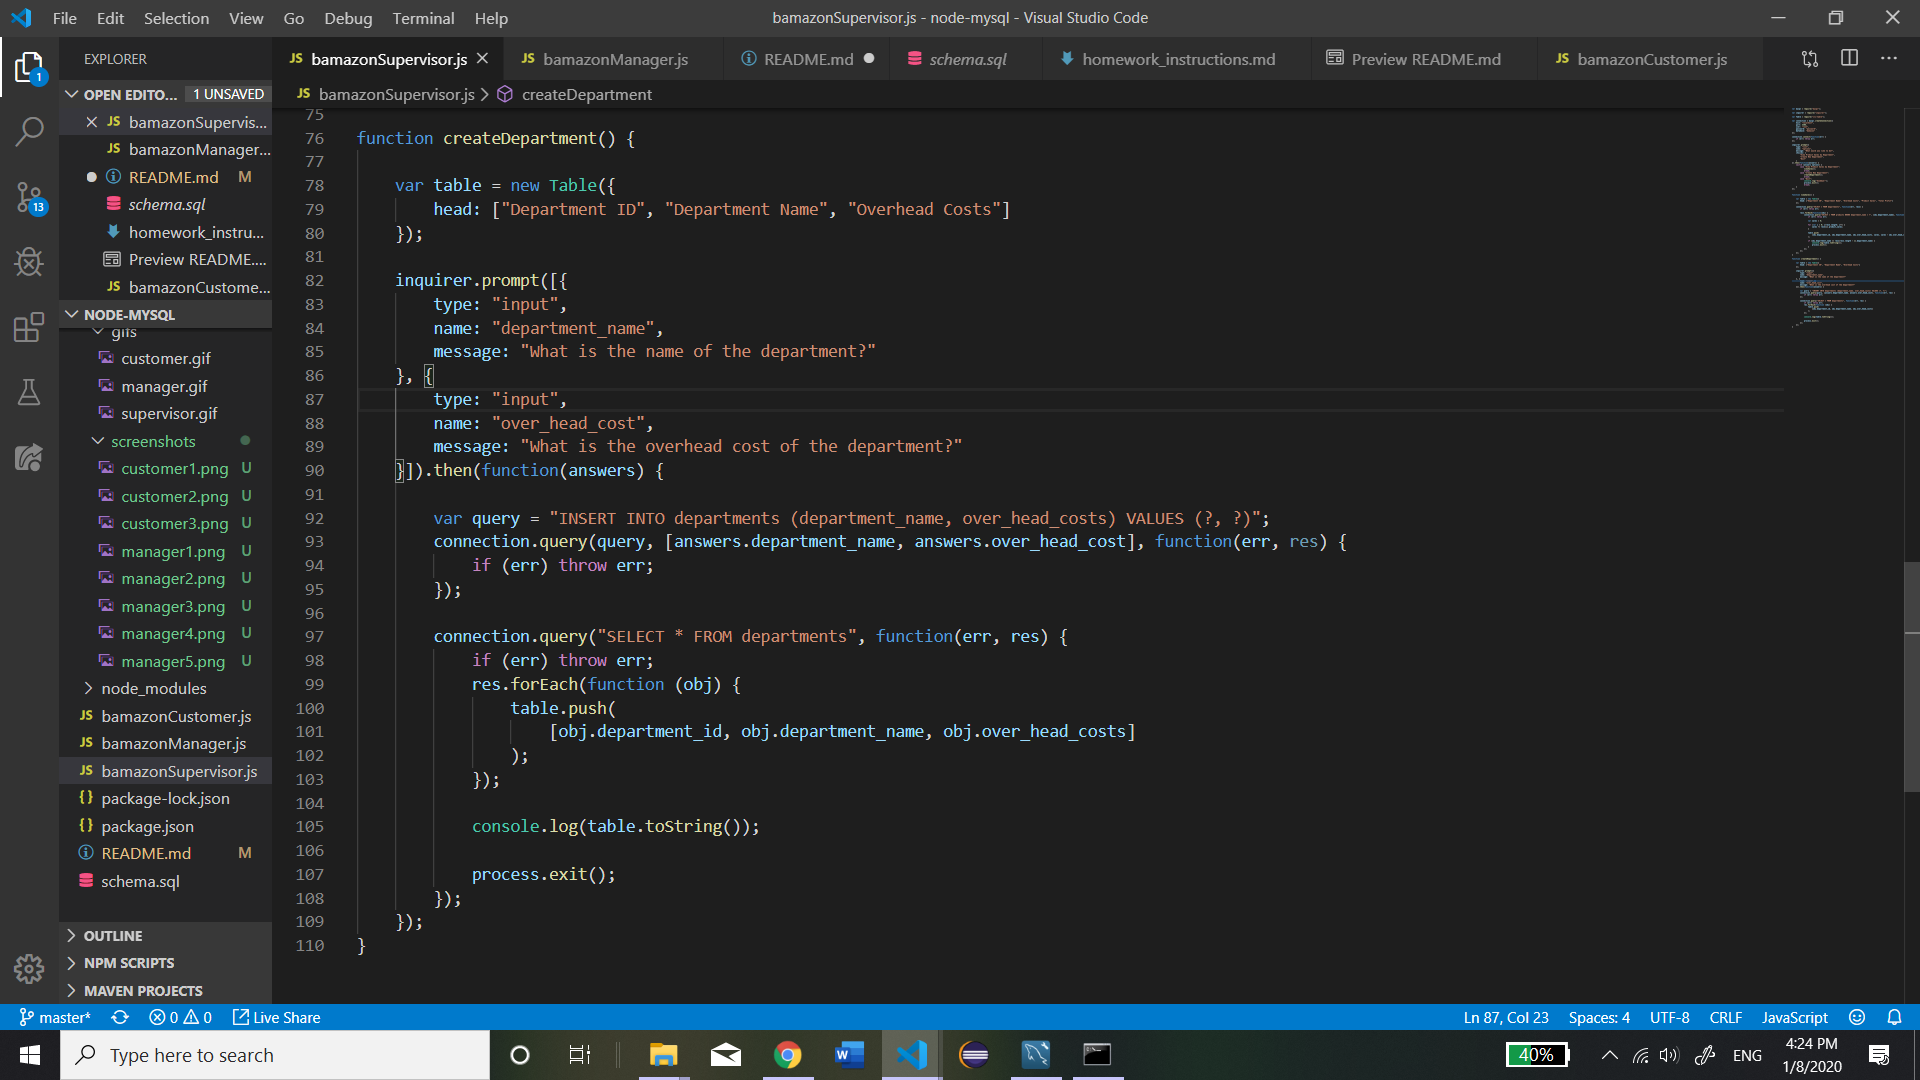 File Edit Selection View Go Debug Terminal Help
bamazonSupervisor.js - node-mysql - Visual Studio Code
EXPLORER
1
13
OPEN EDITO... 1 UNSAVED
JS bamazonSupervis...
JS bamazonManager...
README.md M
schema.sql
homework_instru...
Preview README....
JS bamazonCustome...
NODE-MYSQL
gifs
customer.gif
manager.gif
supervisor.gif
screenshots
customer1.png U
customer2.png U
customer3.png U
manager1.png U
manager2.png U
manager3.png U
manager4.png U
manager5.png U
node_modules
JS bamazonCustomer.js
JS bamazonManager.js
JS bamazonSupervisor.js
{} package-lock.json
{} package.json
README.md M
schema.sql
OUTLINE
NPM SCRIPTS
MAVEN PROJECTS
JS bamazonSupervisor.js JS bamazonManager.js README.md schema.sql homework_instructions.md Preview README.md JS bamazonCustomer.js
JS bamazonSupervisor.js > createDepartment
75
76 function createDepartment() {
77
78 var table = new Table({
79 head: ["Department ID", "Department Name", "Overhead Costs"]
80 });
81
82 inquirer.prompt([{
83 type: "input",
84 name: "department_name",
85 message: "What is the name of the department?"
86 }, {
87 type: "input",
88 name: "over_head_cost",
89 message: "What is the overhead cost of the department?"
90 }]).then(function(answers) {
91
92 var query = "INSERT INTO departments (department_name, over_head_costs) VALUES (?, ?)";
93 connection.query(query, [answers.department_name, answers.over_head_cost], function(err, res) {
94 if (err) throw err;
95 });
96
97 connection.query("SELECT * FROM departments", function(err, res) {
98 if (err) throw err;
99 res.forEach(function (obj) {
100 table.push(
101 [obj.department_id, obj.department_name, obj.over_head_costs]
102 );
103 });
104
105 console.log(table.toString());
106
107 process.exit();
108 });
109 });
110 }
master* 0 0 Live Share
Ln 87, Col 23 Spaces: 4 UTF-8 CRLF JavaScript
Type here to search
40%
ENG
4:24 PM
1/8/2020